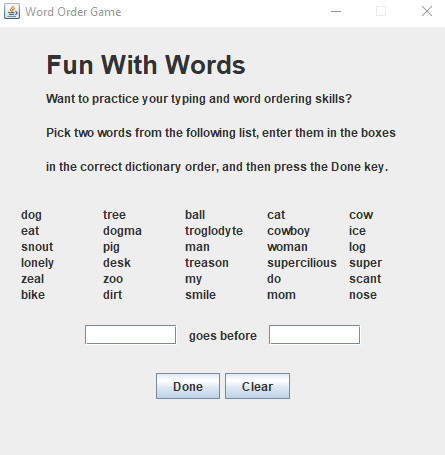 Word Order Game
Fun With Words
Want to practice your typing and word ordering skills?
Pick two words from the following list, enter them in the boxes
in the correct dictionary order, and then press the Done key.
dog tree ball cat cow
eat dogma troglodyte cowboy ice
snout pig man woman log
lonely desk treason supercilious super
zeal zoo my do scant
bike dirt smile mom nose
goes before
Done Clear